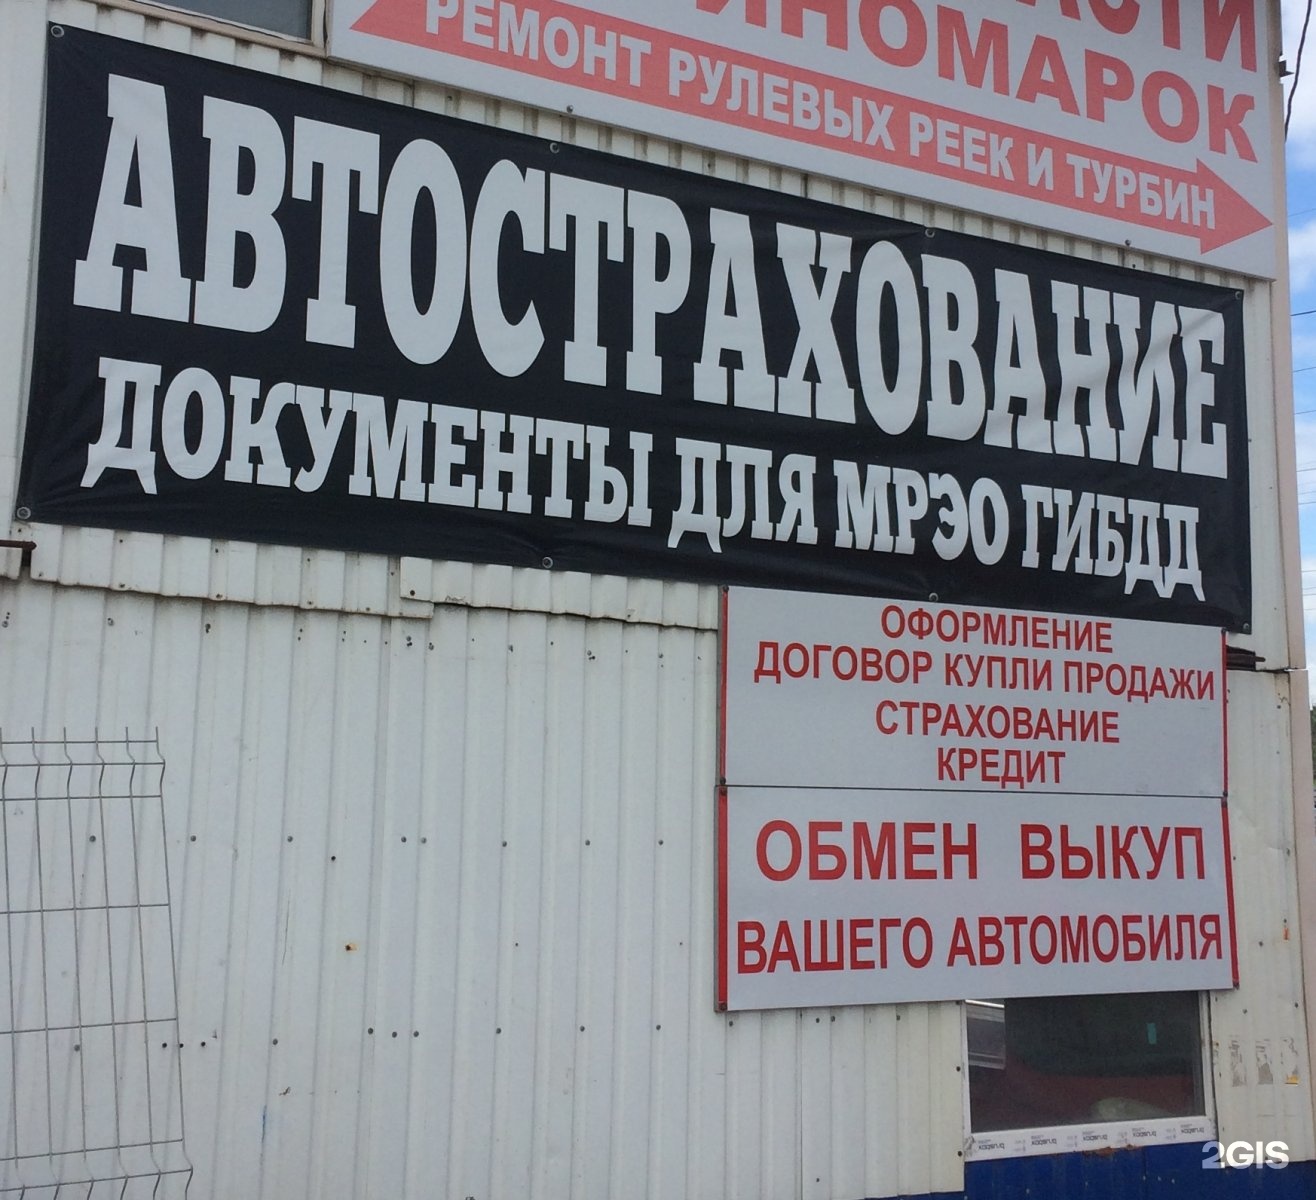 ИНОМАРОК
РЕМОНТ РУЛЕВЫХ РЕЕК И ТУРБИН
АВТОСТРАХОВАНИЕ
ДОКУМЕНТЫ ДЛЯ МРЭО ГИБДД
ОФОРМЛЕНИЕ
ДОГОВОР КУПЛИ ПРОДАЖИ
СТРАХОВАНИЕ
КРЕДИТ
ОБМЕН ВЫКУП
ВАШЕГО АВТОМОБИЛЯ
2GIS